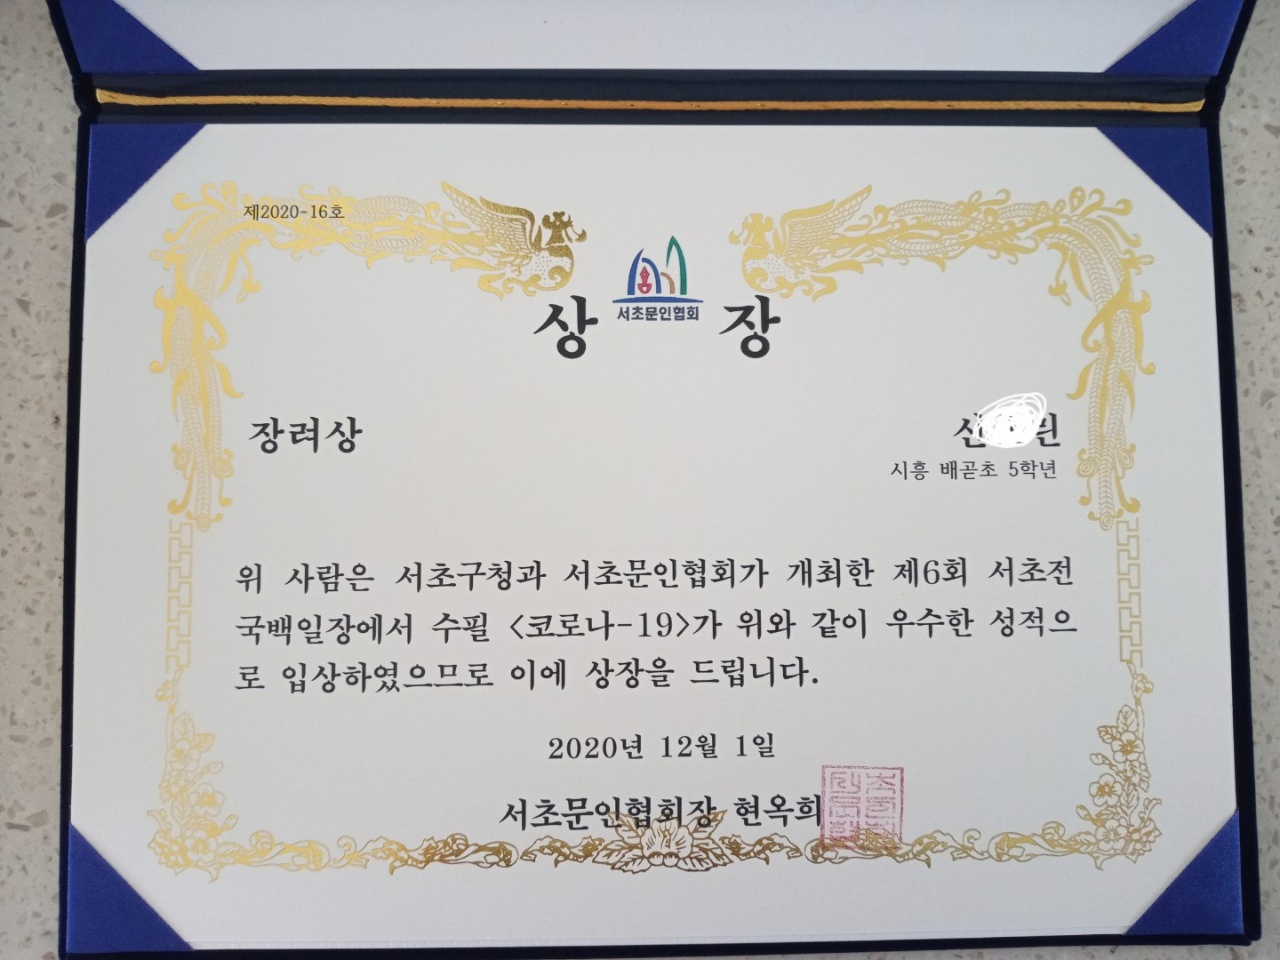 제2020-16호
서초문인협회
상 장
장려상
시흥 배곧초 5학년
위 사람은 서초구청과 서초문인협회가 개최한 제6회 서초전
국백일장에서 수필 <코로나-19>가 위와 같이 우수한 성적으
로 입상하였으므로 이에 상장을 드립니다.
2020년 12월 1일
서초문인협회장 현옥희